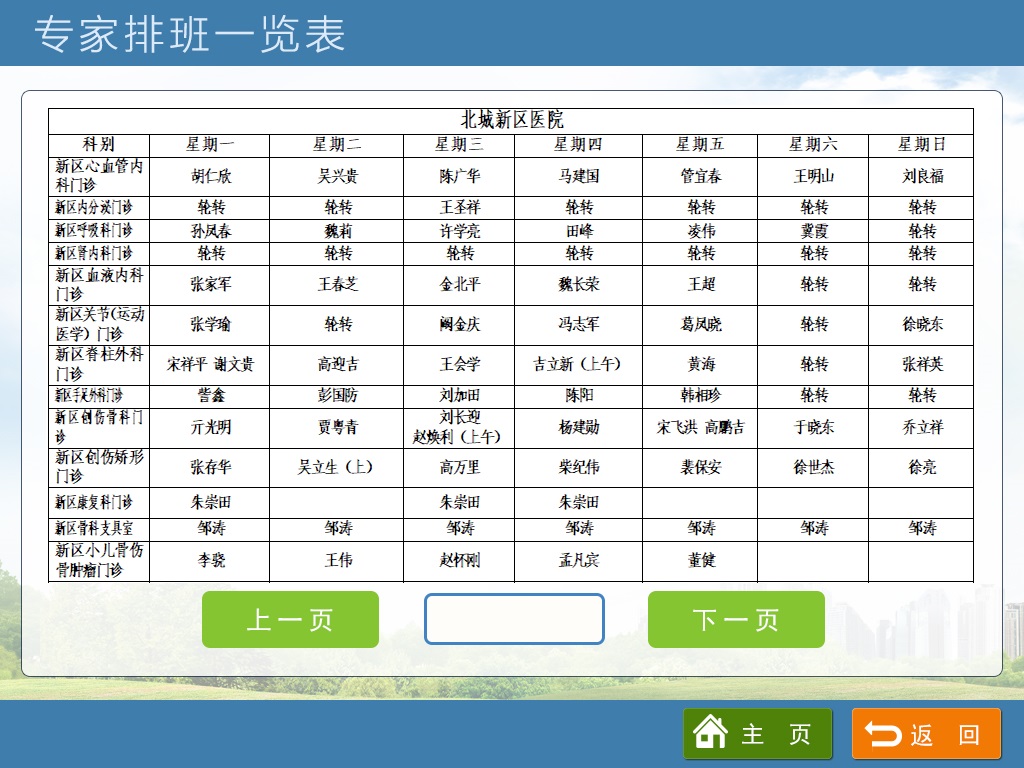 专家排班一览表
北城新区医院
科别 星期一 星期二 星期三 星期四 星期五 星期六 星期日
新区心血管内科门诊 胡仁欣 吴兴贵 陈广华 马建国 管宜春 王明山 刘良福
新区内分泌门诊 轮转 轮转 王圣祥 轮转 轮转 轮转 轮转
新区呼吸科门诊 孙凤春 魏莉 许学亮 田峰 凌伟 冀霞 轮转
新区肾内科门诊 轮转 轮转 轮转 轮转 轮转 轮转 轮转
新区血液内科门诊 张家军 王春芝 金北平 魏长荣 王超 轮转 轮转
新区关节(运动医学）门诊 张学瑜 轮转 阚金庆 冯志军 葛凤晓 轮转 徐晓东
新区脊柱外科门诊 宋祥平 谢文贵 高迎吉 王会学 吉立新（上午） 黄海 轮转 张祥英
新区手足外科门诊 訾鑫 彭国防 刘加田 陈阳 韩相珍 轮转 轮转
新区创伤骨科门诊 亓光明 贾粤青 刘长迎 赵焕利（上午） 杨建勋 宋飞洪 高鹏吉 于晓东 乔立祥
新区创伤矫形门诊 张存华 吴立生（上） 高万里 柴纪伟 裴保安 徐世杰 徐亮
新区康复科门诊 朱崇田 朱崇田 朱崇田
新区骨科支具室 邹涛 邹涛 邹涛 邹涛 邹涛 邹涛 邹涛
新区小儿骨伤骨肿瘤门诊 李骁 王伟 赵怀刚 孟凡宾 董健
上一页 下一页
主 页 返 回